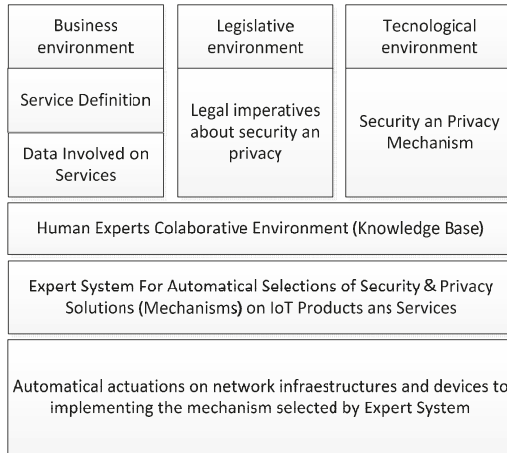 Business
environment
Service Definition
Data Involved on
Services
Legislative
environment
Legal imperatives
about security an
privacy
Tecnological
environment
Security an Privacy
Mechanism
Human Experts Colaborative Environment (Knowledge Base)
Expert System For Automatical Selections of Security & Privacy
Solutions (Mechanisms) on IoT Products ans Services
Automatical actuations on network infraestructures and devices to
implementing the mechanism selected by Expert System